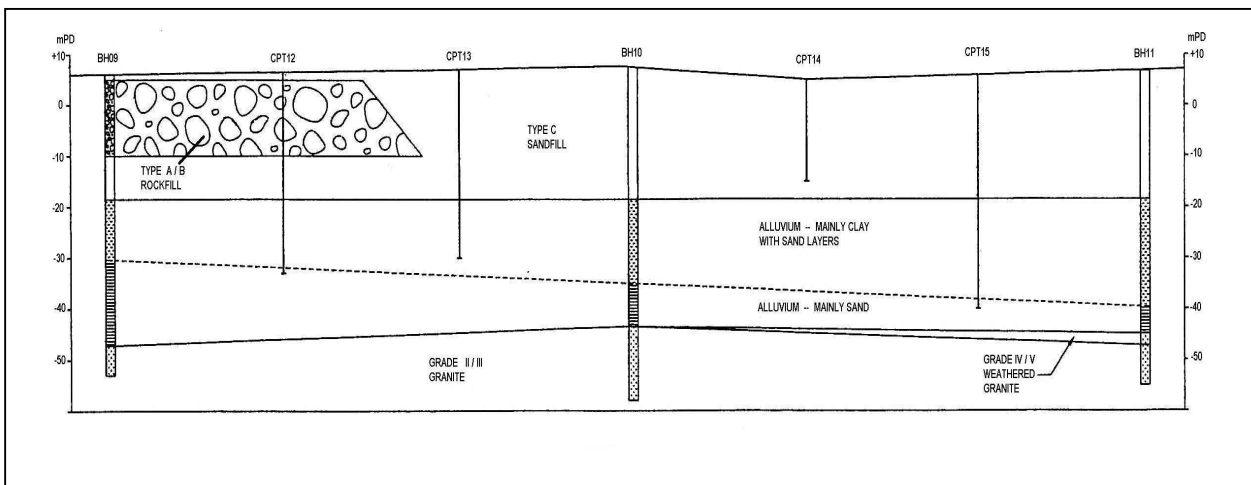 mPD
+10
0
-10
-20
-30
-40
-50
BH09
CPT12
CPT13
BH10
CPT14
CPT15
BH11
mPD
+10
0
-10
-20
-30
-40
-50
TYPE C
SANDFILL
TYPE A / B
ROCKFILL
ALLUVIUM – MAINLY CLAY
WITH SAND LAYERS
ALLUVIUM – MAINLY SAND
GRADE II / III
GRANITE
GRADE IV / V
WEATHERED
GRANITE